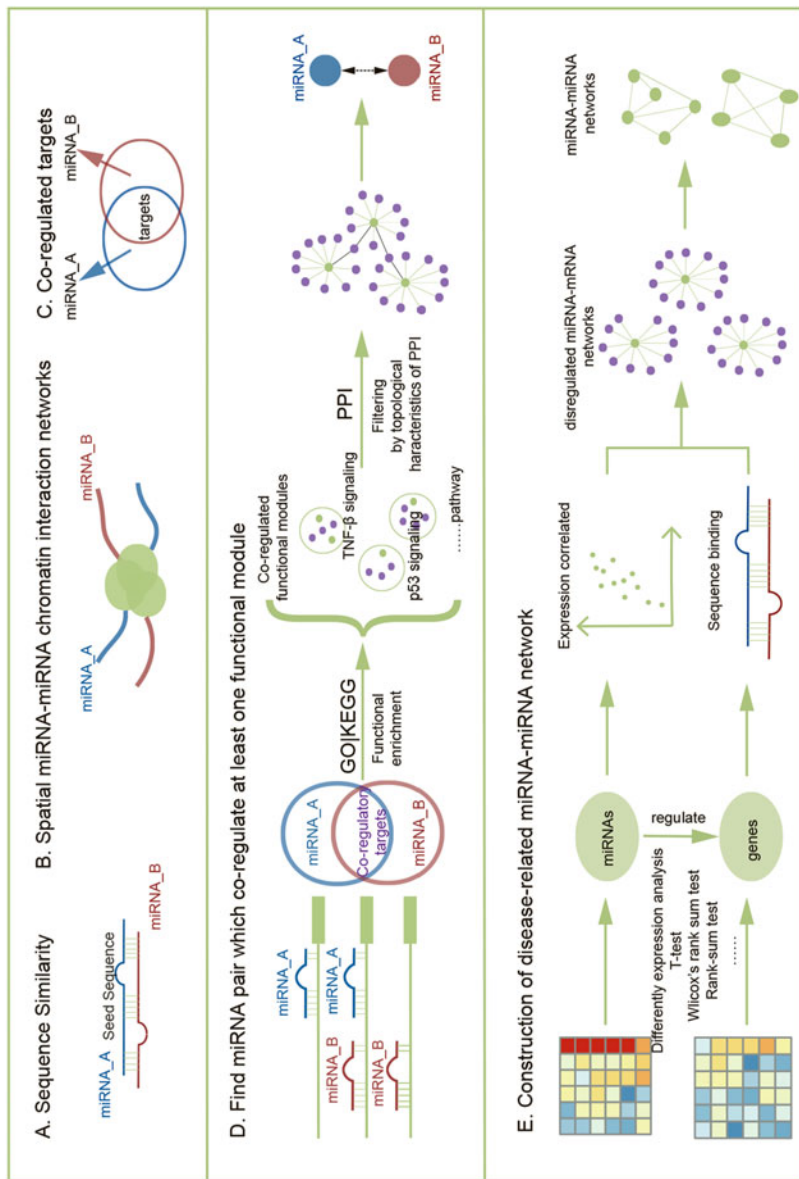 A. Sequence Similarity
miRNA_A
Seed Sequence
miRNA_B
B. Spatial miRNA-miRNA chromatin interaction networks
miRNA_A
miRNA_B
C. Co-regulated targets
miRNA_A
miRNA_B
targets
D. Find miRNA pair which co-regulate at least one functional module
miRNA_A
miRNA_B
miRNA_A
miRNA_B
miRNA_A
Co-regulatory
targets
miRNA_B
GO|KEGG
Functional
enrichment
Co-regulated
functional modules
TNF-β signaling
p53 signaling
......pathway
PPI
Filtering
by topological
haracteristics of PPI
miRNA_A
miRNA_B
E. Construction of disease-related miRNA-miRNA network
Differently expression analysis
T-test
Wlicox's rank sum test
Rank-sum test
......
miRNAs
regulate
genes
Expression correlated
Sequence binding
disregulated miRNA-mRNA
networks
miRNA-miRNA
networks